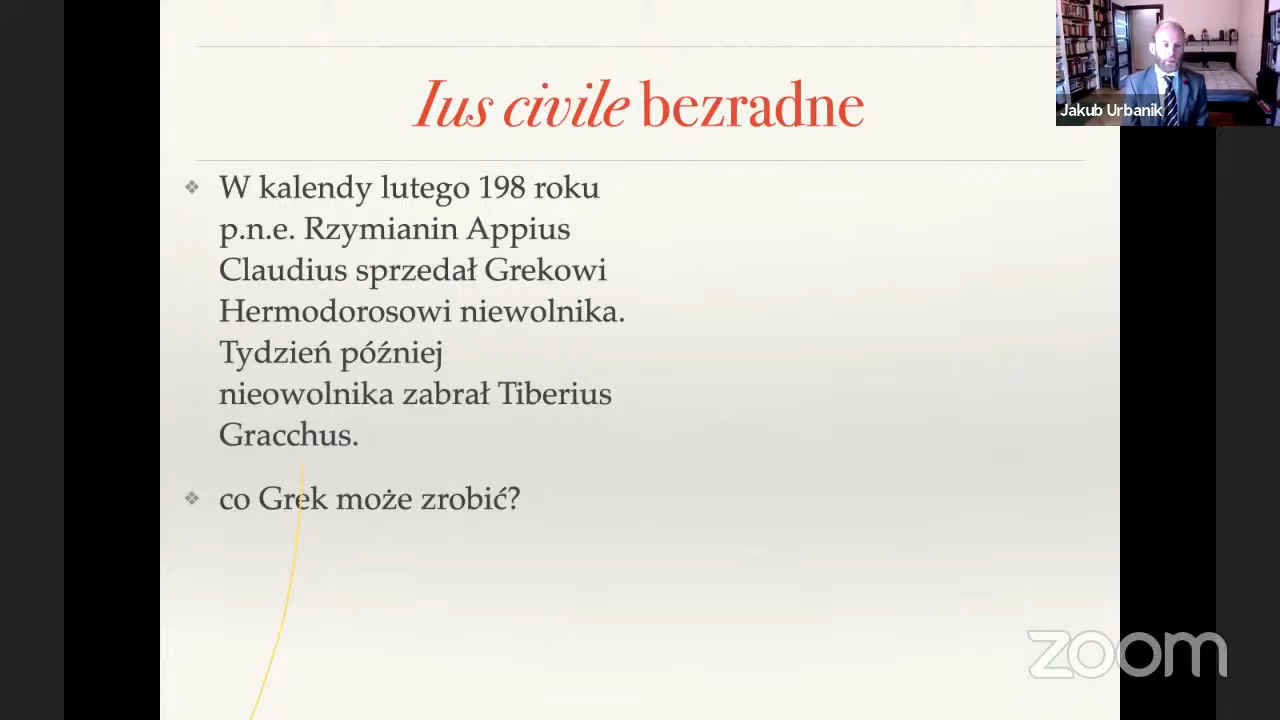 Ius civile bezradne
Jakub Urbanik
W kalendy lutego 198 roku
p.n.e. Rzymianin Appius
Claudius sprzedał Grekowi
Hermodorosowi niewolnika.
Tydzień później
nieowolnika zabrał Tiberius
Gracchus.
co Grek może zrobić?
zoom